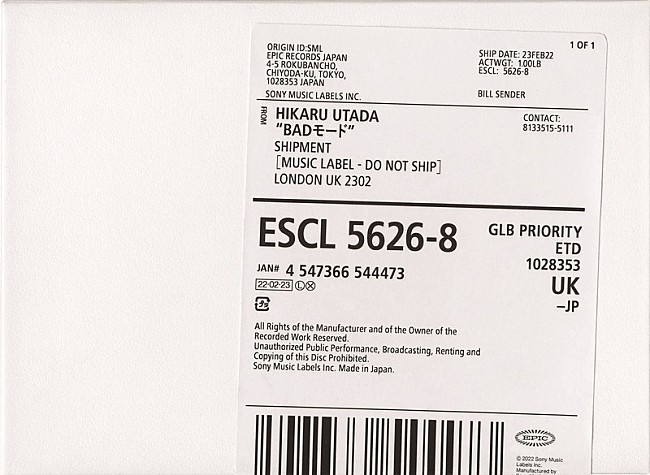 1 OF 1
ORIGIN ID:SML
EPIC RECORDS JAPAN
4-5 ROKUBANCHO,
CHIYODA-KU, TOKYO,
1028353 JAPAN
SONY MUSIC LABELS INC.
SHIP DATE: 23FEB22
ACTWGT: 1.00LB
ESCL: 5626-8
BILL SENDER
FROM
HIKARU UTADA
"BADモード"
SHIPMENT
[MUSIC LABEL - DO NOT SHIP]
LONDON UK 2302
CONTACT:
8133515-5111
ESCL 5626-8
JAN# 4 547366 544473
22-02-23 Ⓛ Ⓧ
GLB PRIORITY
ETD
1028353
UK
–JP
All Rights of the Manufacturer and of the Owner of the
Recorded Work Reserved.
Unauthorized Public Performance, Broadcasting, Renting and
Copying of this Disc Prohibited.
Sony Music Labels Inc. Made in Japan.
EPIC
© 2022 Sony Music
Labels Inc.
Manufactured by